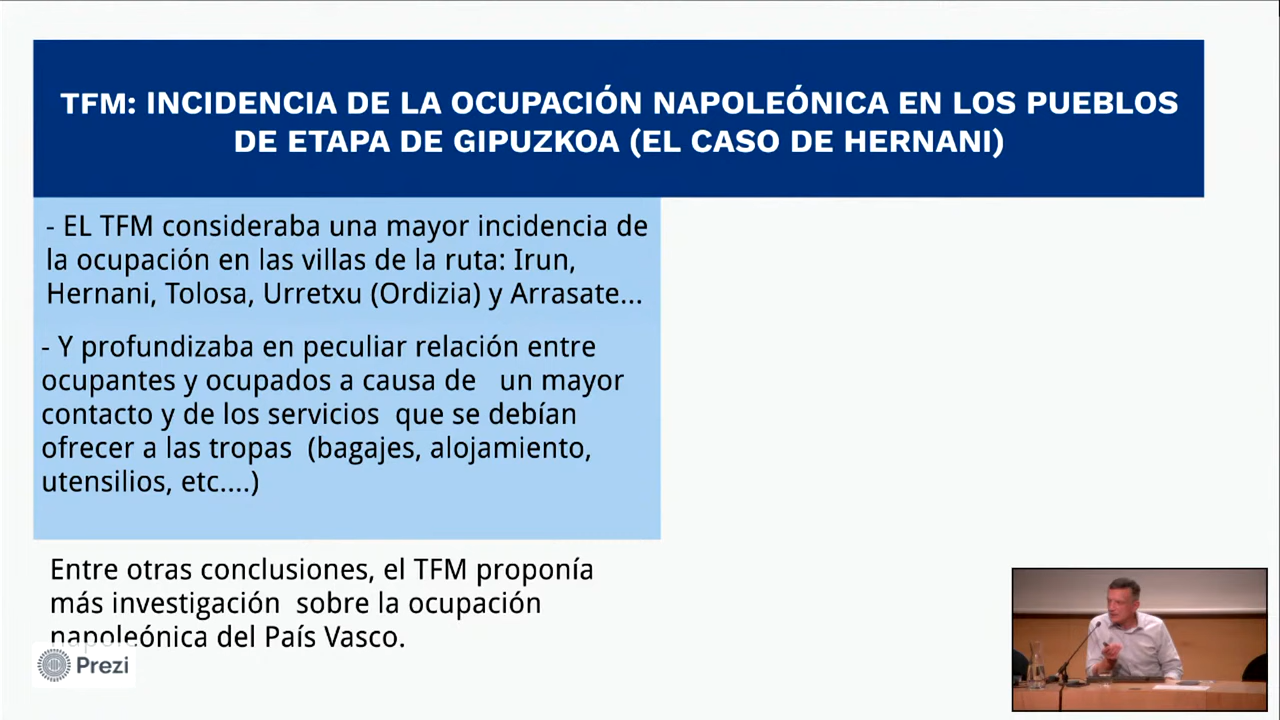 TFM: INCIDENCIA DE LA OCUPACIÓN NAPOLEÓNICA EN LOS PUEBLOS
DE ETAPA DE GIPUZKOA (EL CASO DE HERNANI)
- EL TFM consideraba una mayor incidencia de
la ocupación en las villas de la ruta: Irun,
Hernani, Tolosa, Urretxu (Ordizia) y Arrasate...
- Y profundizaba en peculiar relación entre
ocupantes y ocupados a causa de un mayor
contacto y de los servicios que se debían
ofrecer a las tropas (bagajes, alojamiento,
utensilios, etc....)
Entre otras conclusiones, el TFM proponía
más investigación sobre la ocupación
napoleónica del País Vasco.
Prezi